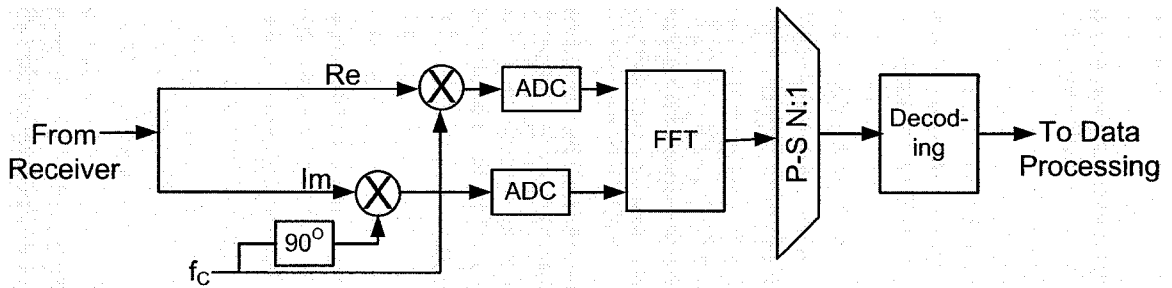 From
Receiver
Re
Im
ADC
ADC
90°
fC
FFT
P-S N:1
Decod-
ing
To Data
Processing